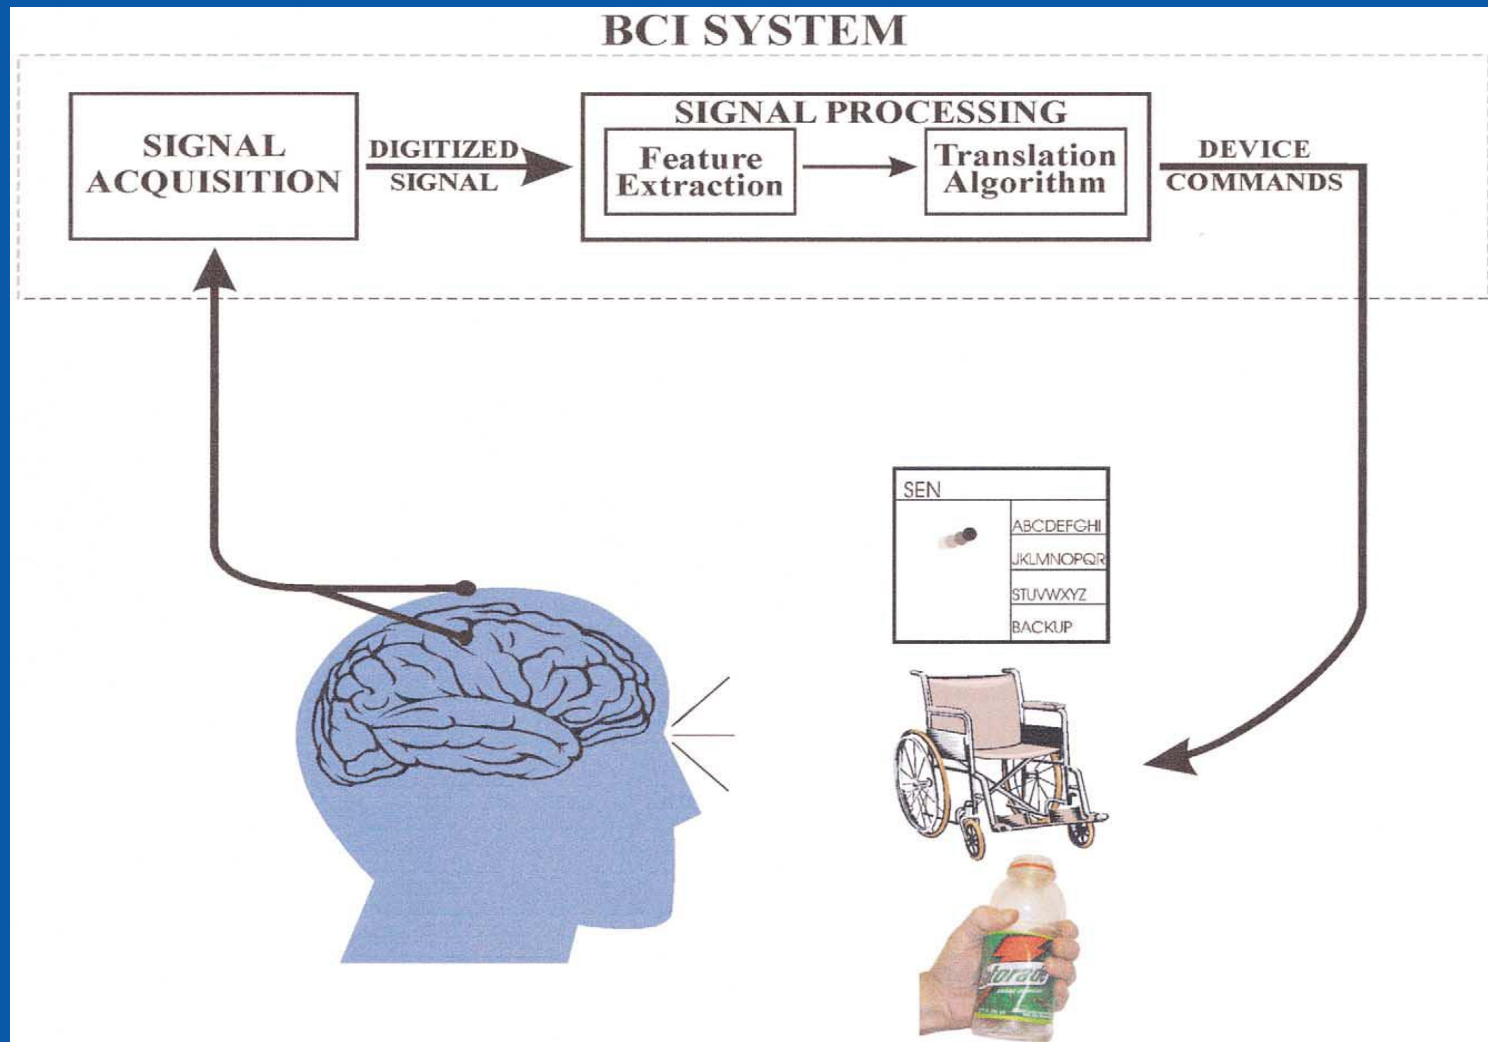 BCI SYSTEM
SIGNAL
ACQUISITION
DIGITIZED
SIGNAL
SIGNAL PROCESSING
Feature
Extraction
Translation
Algorithm
DEVICE
COMMANDS
SEN
ABCDEFGHI
JKLMNOPQR
STUVWXYZ
BACKUP
torade